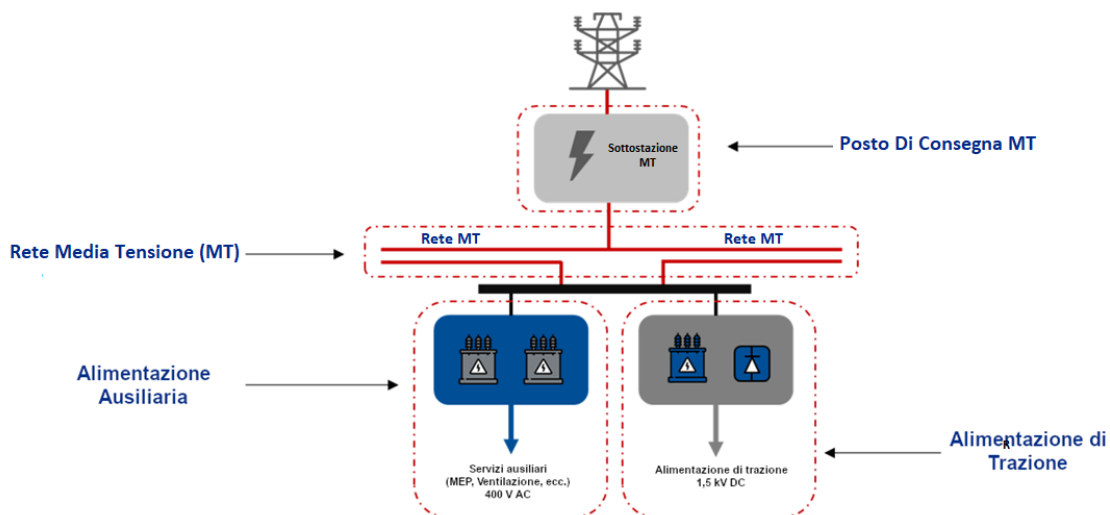 Sottostazione
MT
Posto Di Consegna MT
Rete MT
Rete MT
Rete Media Tensione (MT)
Alimentazione
Ausiliaria
Servizi ausiliari
(MEP, Ventilazione, ecc.)
400 V AC
Alimentazione di trazione
1,5 kV DC
Alimentazione di
R
Trazione